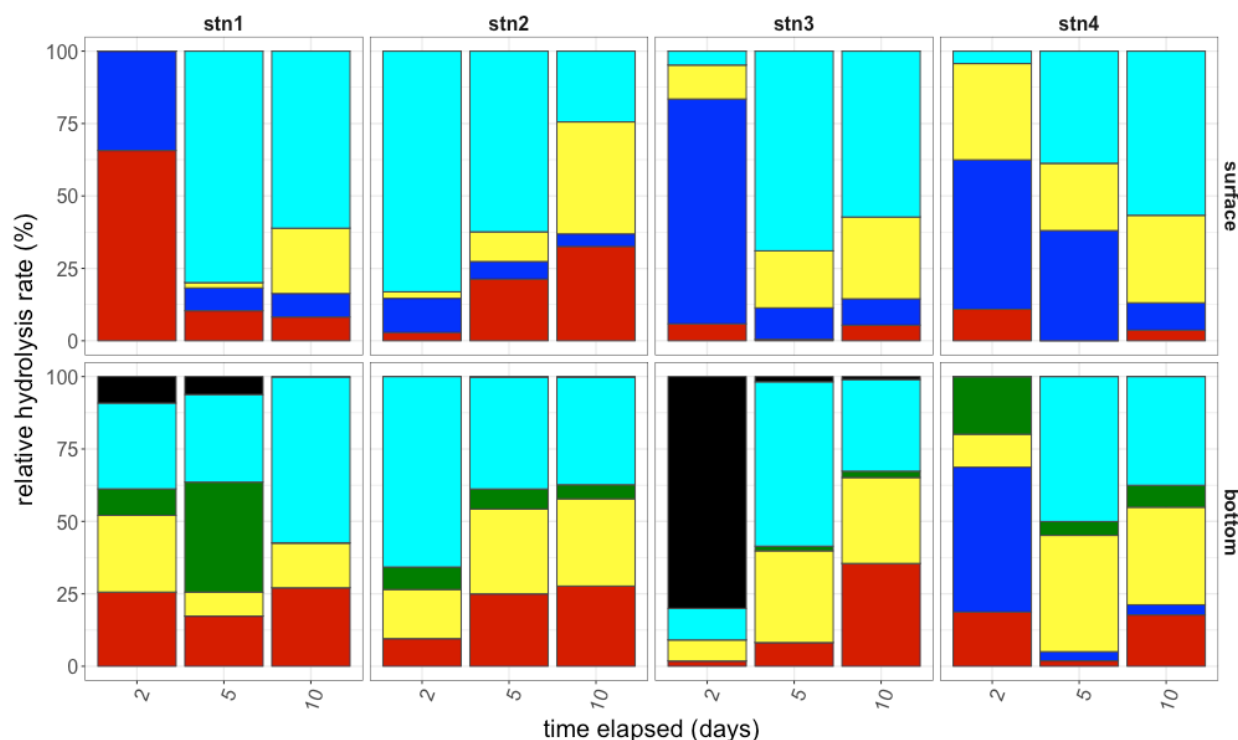 stn1 stn2 stn3 stn4
100
75
50
25
0
surface
100
75
50
25
0
bottom
relative hydrolysis rate (%)
2 5 10 2 5 10 2 5 10 2 5 10
time elapsed (days)